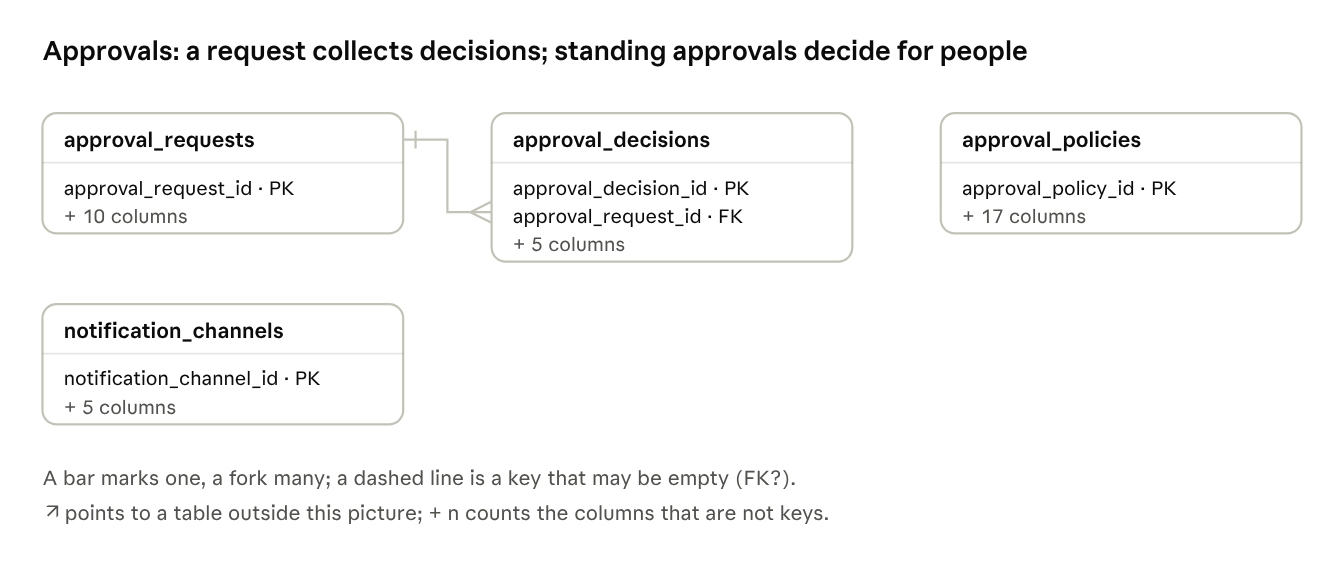 Approvals: a request collects decisions; standing approvals decide for people
approval_requests
approval_request_id · PK
+ 10 columns
approval_decisions
approval_decision_id · PK
approval_request_id · FK
+ 5 columns
approval_policies
approval_policy_id · PK
+ 17 columns
notification_channels
notification_channel_id · PK
+ 5 columns
A bar marks one, a fork many; a dashed line is a key that may be empty (FK?).
↗ points to a table outside this picture; + n counts the columns that are not keys.